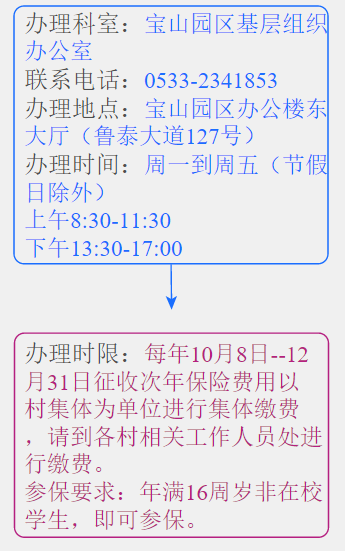 办理科室：宝山园区基层组织
办公室
联系电话：0533-2341853
办理地点：宝山园区办公楼东
大厅（鲁泰大道127号）
办理时间：周一到周五（节假
日除外）
上午8:30-11:30
下午13:30-17:00
办理时限：每年10月8日--12
月31日征收次年保险费用以
村集体为单位进行集体缴费
，请到各村相关工作人员处进
行缴费。
参保要求：年满16周岁非在校
学生，即可参保。